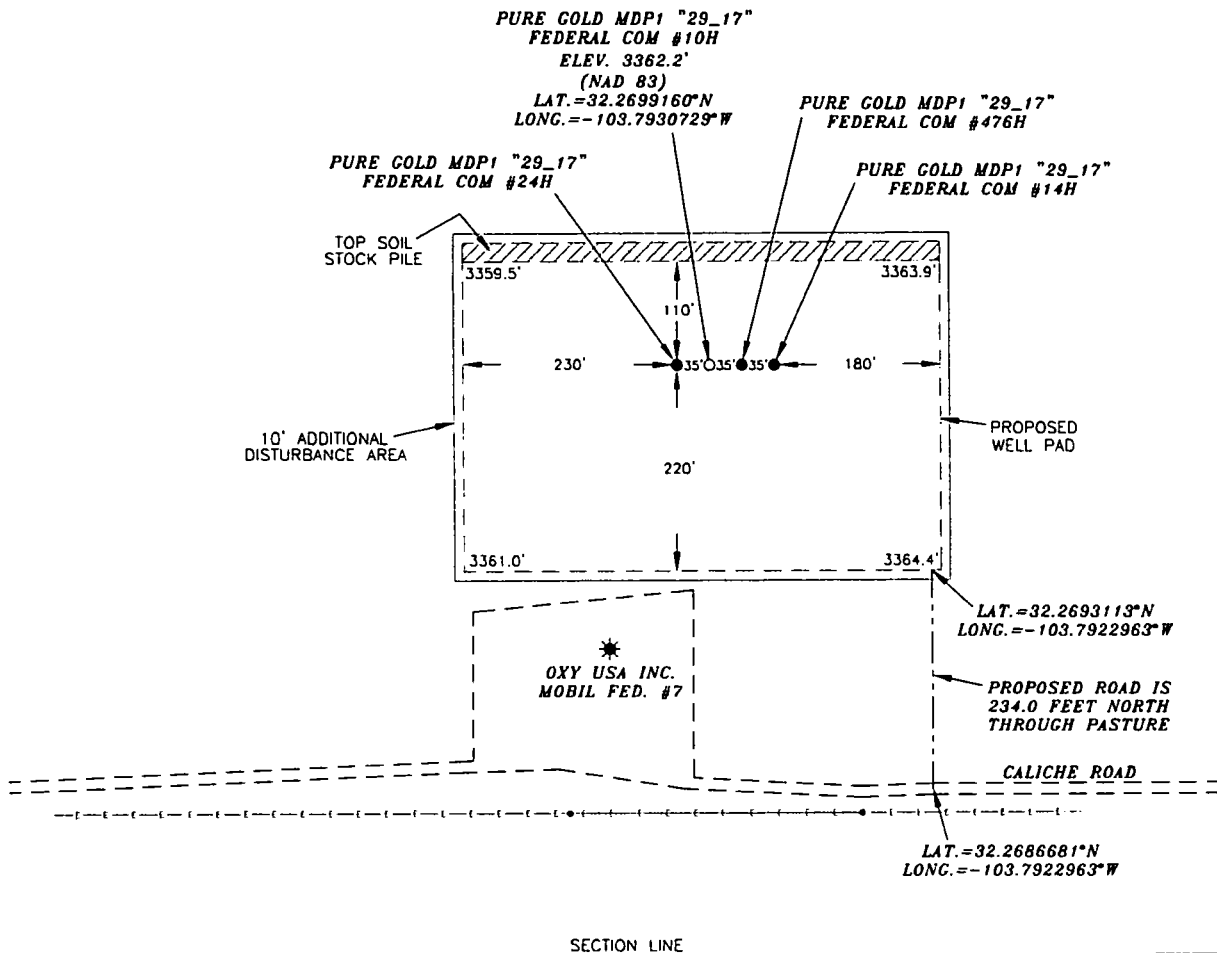 PURE GOLD MDP1 "29_17"
FEDERAL COM #10H
ELEV. 3362.2'
(NAD 83)
LAT.=32.2699160°N
LONG.=-103.7930729°W
PURE GOLD MDP1 "29_17"
FEDERAL COM #476H
PURE GOLD MDP1 "29_17"
FEDERAL COM #24H
PURE GOLD MDP1 "29_17"
FEDERAL COM #14H
TOP SOIL
STOCK PILE
3359.5'
3363.9'
110'
230'
35'
35'
35'
180'
10' ADDITIONAL
DISTURBANCE AREA
PROPOSED
WELL PAD
220'
3361.0'
3364.4'
LAT.=32.2693113°N
LONG.=-103.7922963°W
OXY USA INC.
MOBIL FED. #7
PROPOSED ROAD IS
234.0 FEET NORTH
THROUGH PASTURE
CALICHE ROAD
LAT.=32.2686681°N
LONG.=-103.7922963°W
SECTION LINE